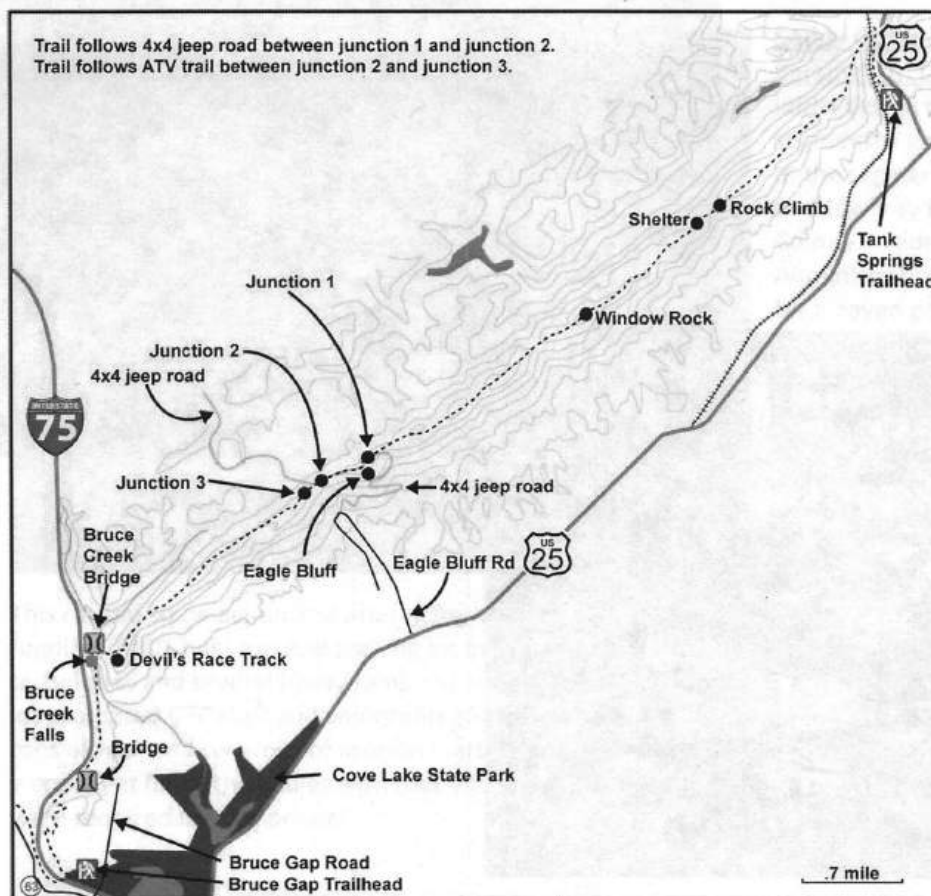 Trail follows 4x4 jeep road between junction 1 and junction 2.
Trail follows ATV trail between junction 2 and junction 3.
US
25
Tank
Springs
Trailhead
Shelter
Rock Climb
Window Rock
Junction 1
Junction 2
4x4 jeep road
INTERSTATE
75
Junction 3
4x4 jeep road
Bruce
Creek
Bridge
Eagle Bluff
Eagle Bluff Rd
US
25
Devil's Race Track
Bruce
Creek
Falls
Bridge
Cove Lake State Park
Bruce Gap Road
Bruce Gap Trailhead
63
.7 mile